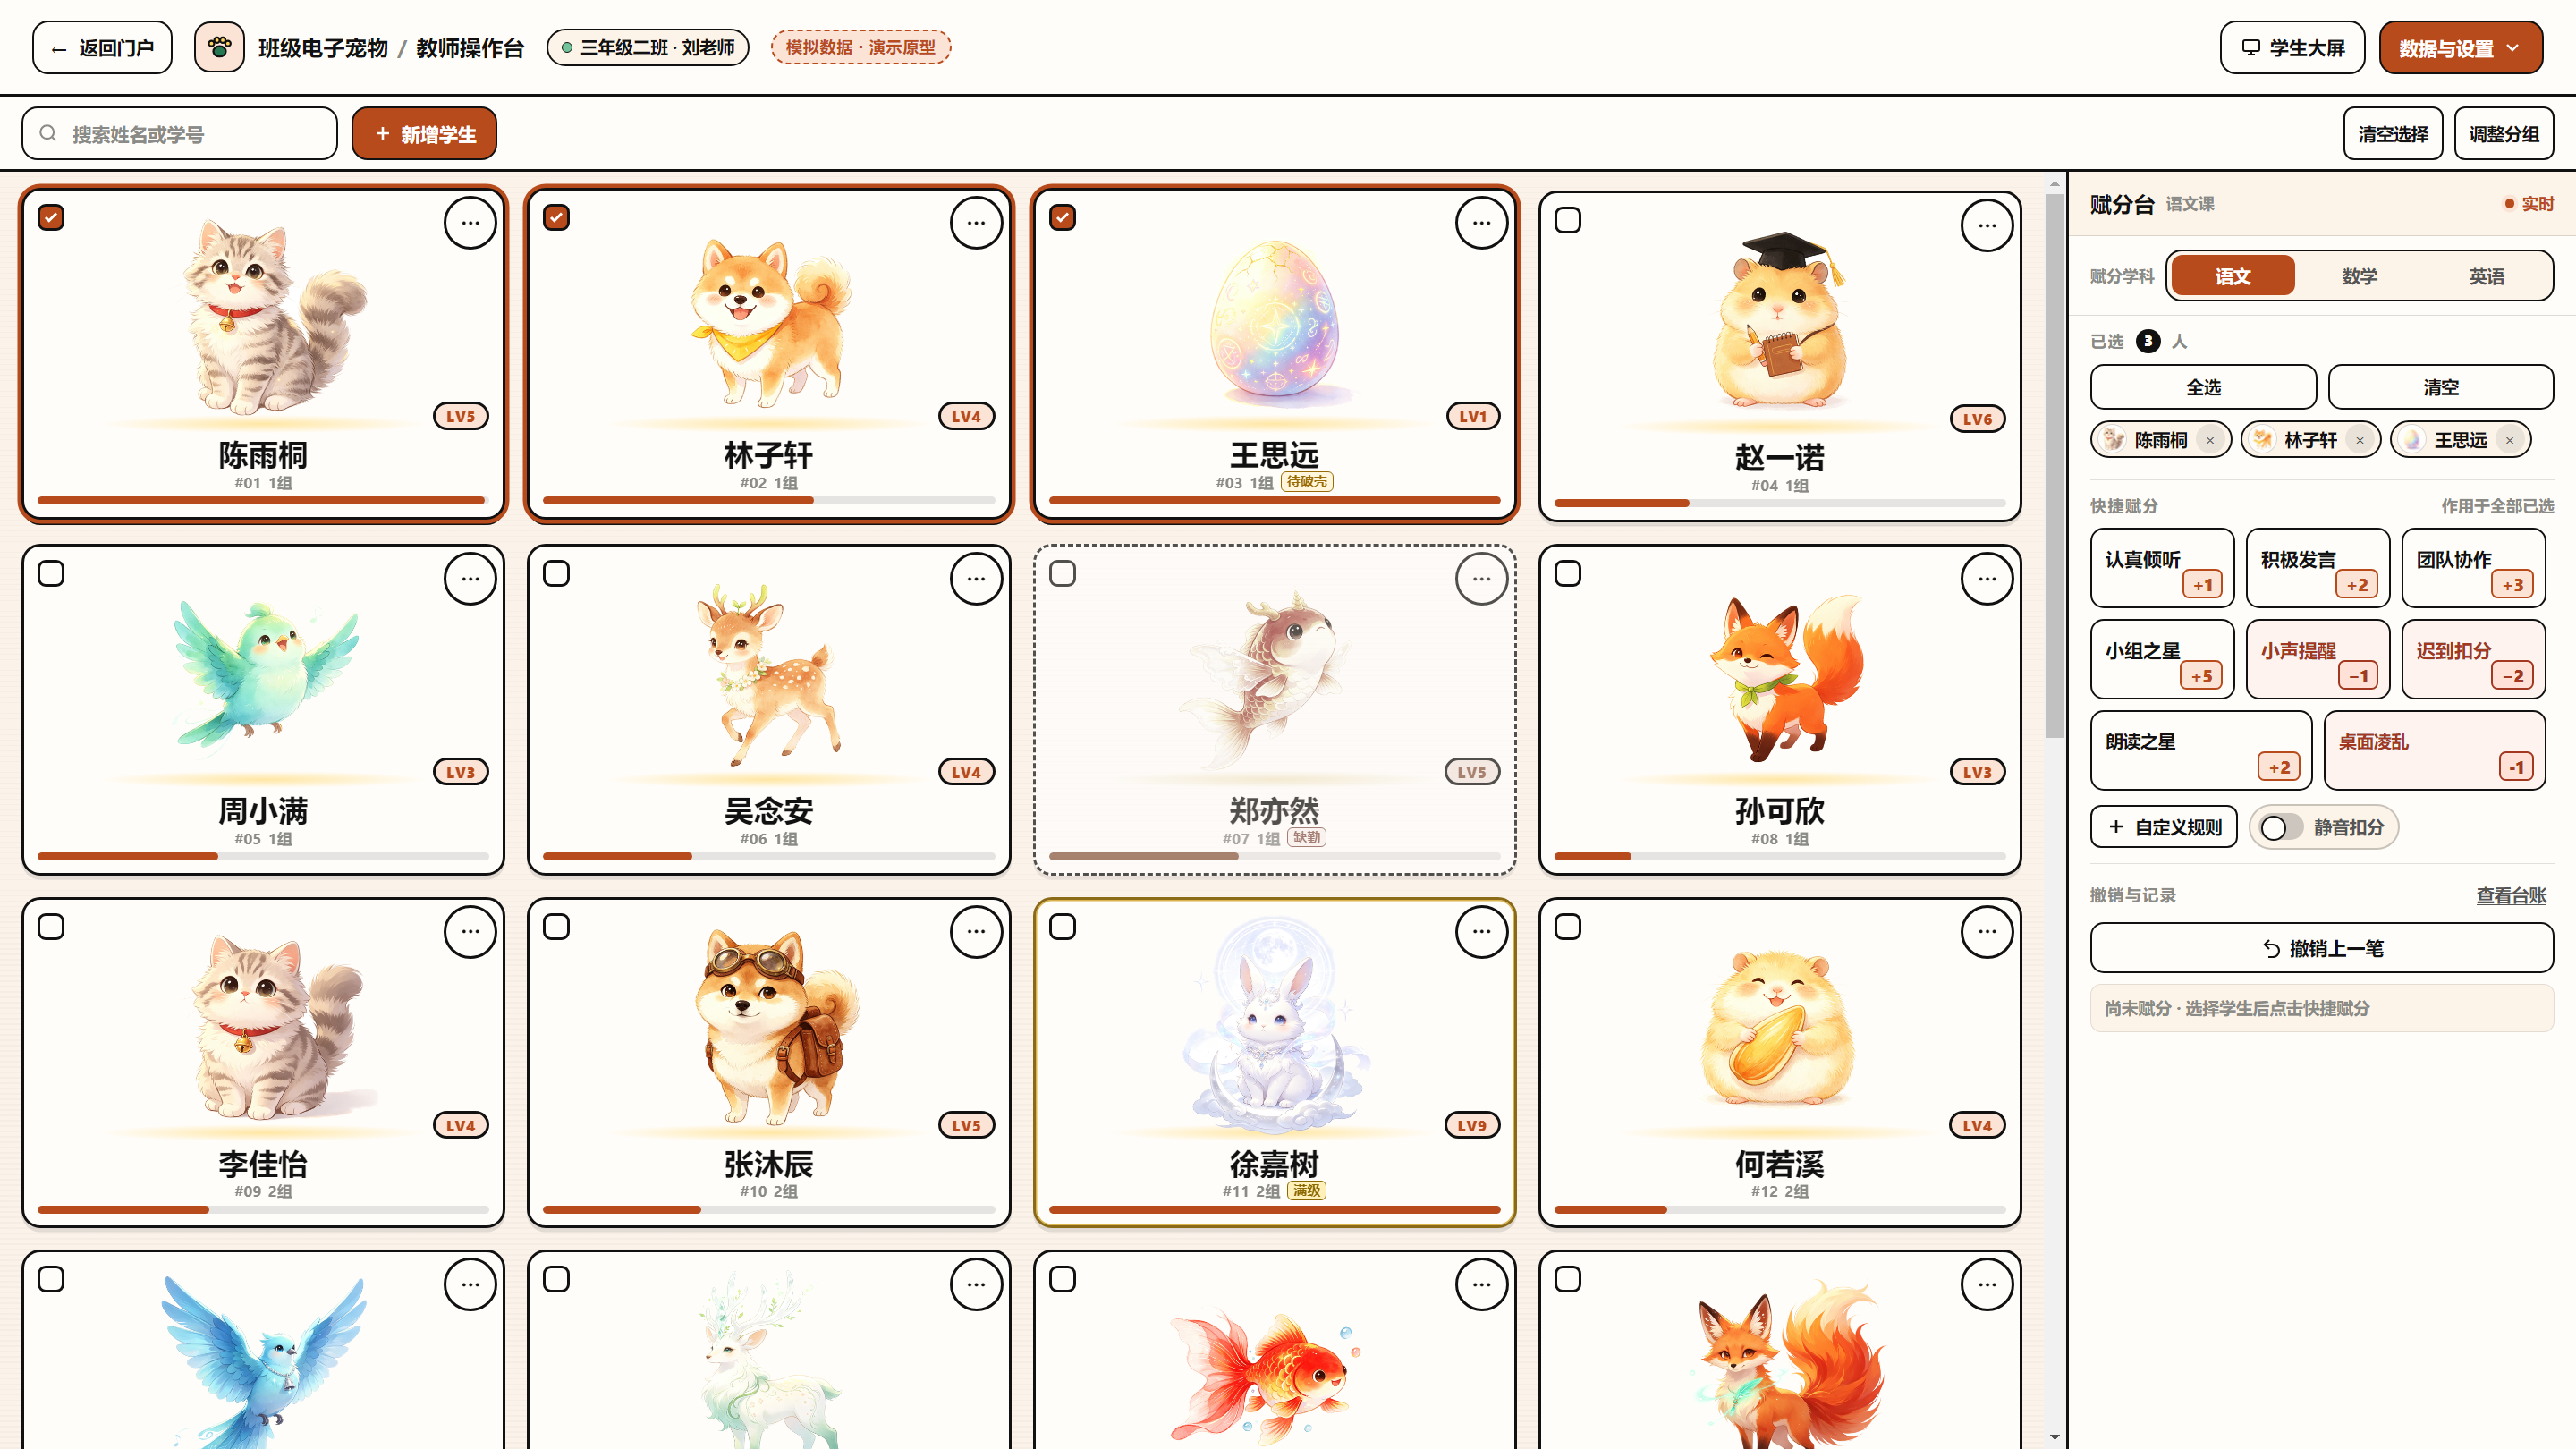 ← 返回门户
班级电子宠物 / 教师操作台
三年级二班 · 刘老师
模拟数据 · 演示原型
学生大屏
数据与设置
搜索姓名或学号
+ 新增学生
清空选择
调整分组
LV5
陈雨桐
#01 1组
LV4
林子轩
#02 1组
LV1
王思远
#03 1组 待破壳
LV6
赵一诺
#04 1组
LV3
周小满
#05 1组
LV4
吴念安
#06 1组
LV5
郑亦然
#07 1组 缺勤
LV3
孙可欣
#08 1组
LV4
李佳怡
#09 2组
LV5
张沐辰
#10 2组
LV9
徐嘉树
#11 2组 满级
LV4
何若溪
#12 2组
赋分台 语文课
实时
赋分学科 语文 数学 英语
已选 3 人
全选
清空
陈雨桐 ×
林子轩 ×
王思远 ×
快捷赋分
作用于全部已选
认真倾听 +1
积极发言 +2
团队协作 +3
小组之星 +5
小声提醒 −1
迟到扣分 −2
朗读之星 +2
桌面凌乱 -1
+ 自定义规则
静音扣分
撤销与记录
查看台账
撤销上一笔
尚未赋分 · 选择学生后点击快捷赋分